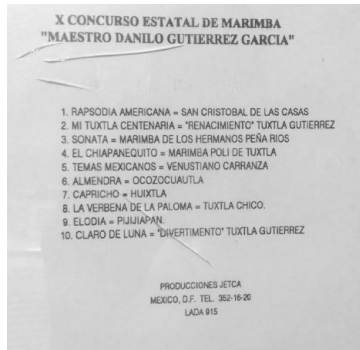 X CONCURSO ESTATAL DE MARIMBA
"MAESTRO DANILO GUTIERREZ GARCIA"
1. RAPSODIA AMERICANA = SAN CRISTOBAL DE LAS CASAS
2. MI TUXTLA CENTENARIA = "RENACIMIENTO" TUXTLA GUTIERREZ
3. SONATA = MARIMBA DE LOS HERMANOS PEÑA RIOS
4. EL CHIAPANEQUITO = MARIMBA POLI DE TUXTLA
5. TEMAS MEXICANOS = VENUSTIANO CARRANZA
6. ALMENDRA = OCOZOCUAUTLA
7. CAPRICHO = HUIXTLA
8. LA VERBENA DE LA PALOMA = TUXTLA CHICO.
9. ELODIA = PIJIJIAPAN.
10. CLARO DE LUNA = "DIVERTIMENTO" TUXTLA GUTIERREZ
PRODUCCIONES JETCA
MEXICO, D.F. TEL. 352-16-20
LADA 915